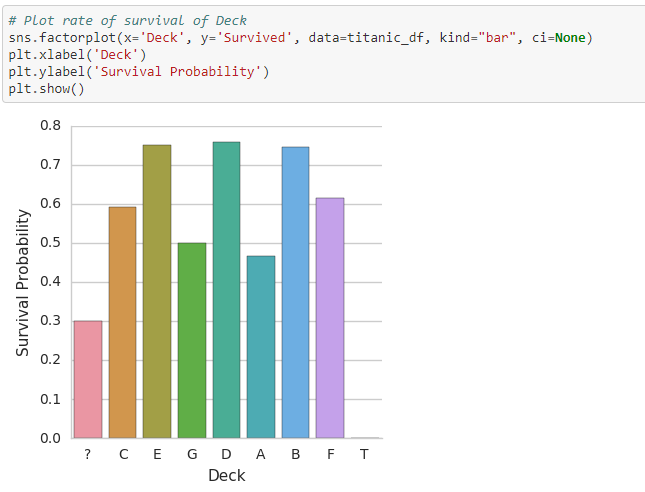 # Plot rate of survival of Deck
sns.factorplot(x='Deck', y='Survived', data=titanic_df, kind="bar", ci=None)
plt.xlabel('Deck')
plt.ylabel('Survival Probability')
plt.show()
0.8
0.7
0.6
0.5
0.4
0.3
0.2
0.1
0.0
Survival Probability
? C E G D A B F T
Deck